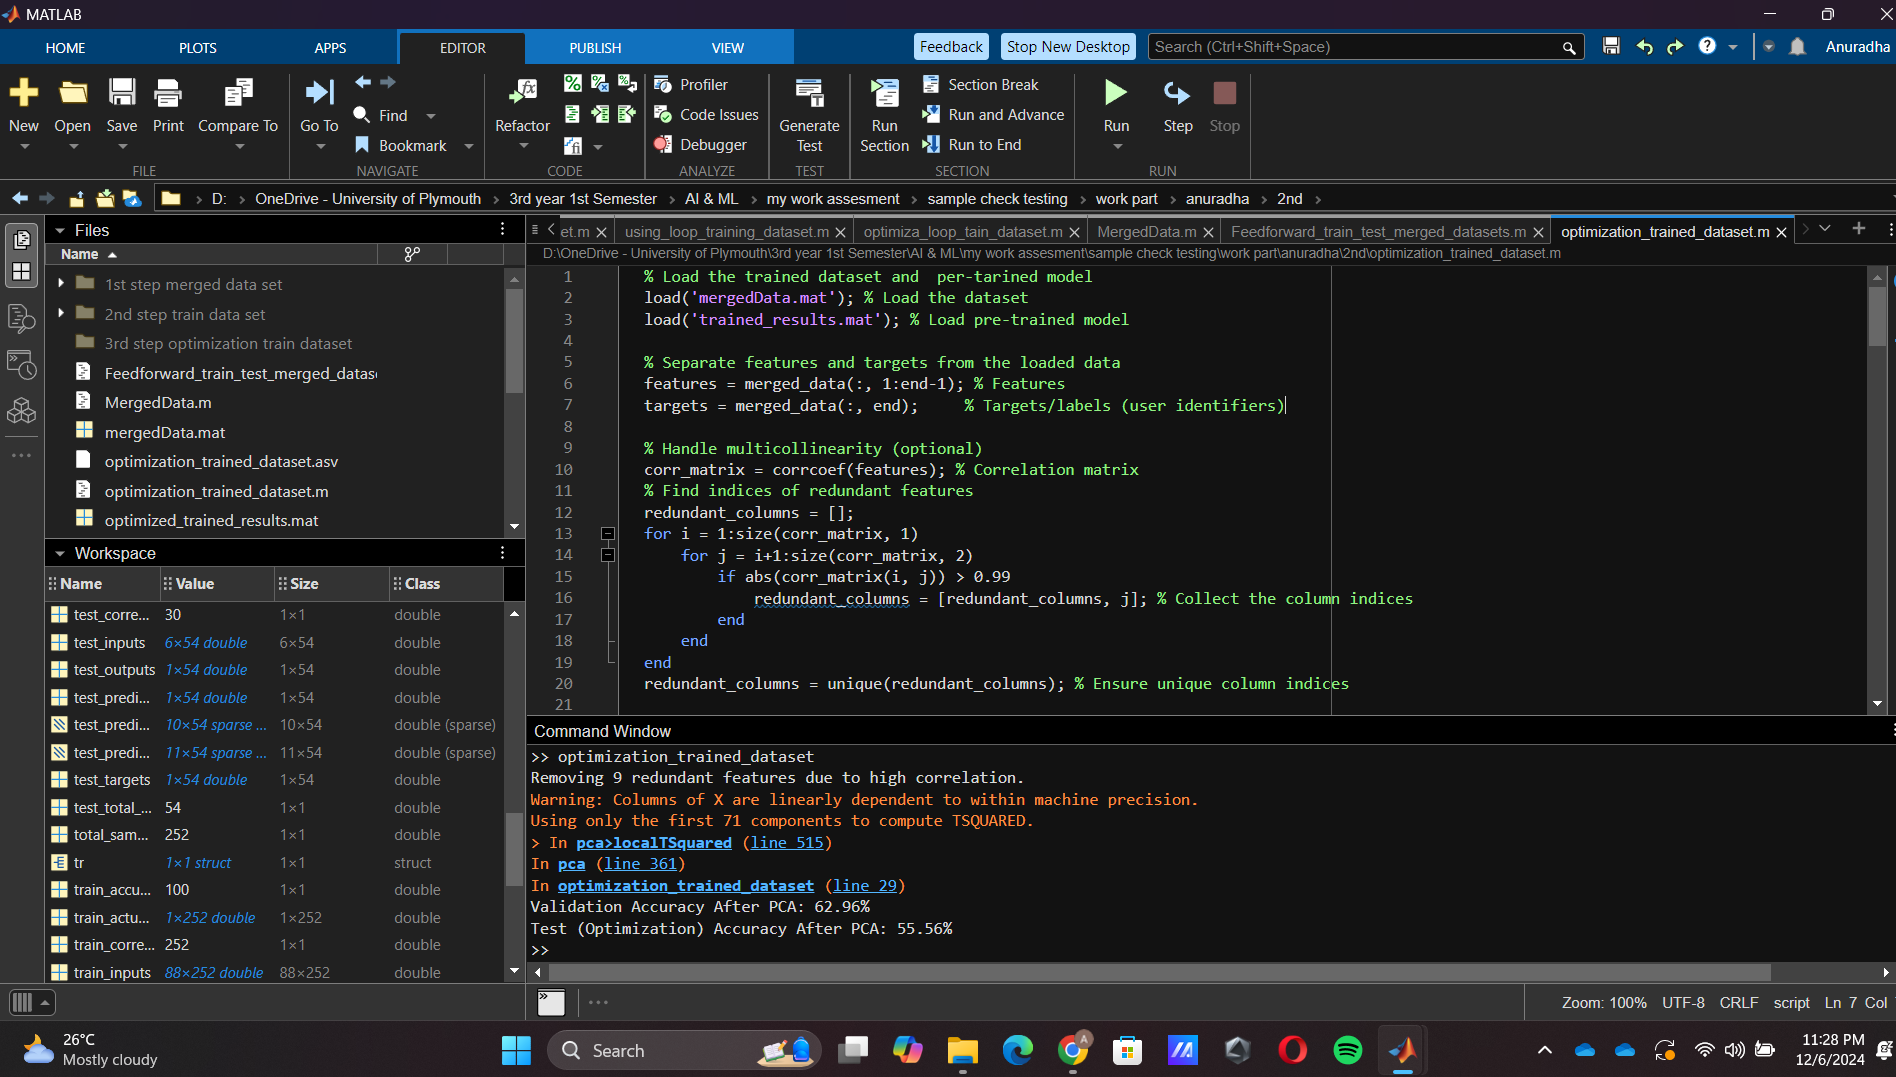 MATLAB
HOME PLOTS APPS EDITOR PUBLISH VIEW Feedback Stop New Desktop Search (Ctrl+Shift+Space) Anuradha
New Open Save Print Compare To Go To Find Bookmark Refactor Profiler Code Issues Debugger Generate Test Run Section Section Break Run and Advance Run to End Run Step Stop
FILE NAVIGATE CODE ANALYZE TEST SECTION RUN
D: OneDrive - University of Plymouth 3rd year 1st Semester AI & ML my work assesment sample check testing work part anuradha 2nd
Files
Name
1st step merged data set
2nd step train data set
3rd step optimization train dataset
Feedforward_train_test_merged_datas
MergedData.m
mergedData.mat
optimization_trained_dataset.asv
optimization_trained_dataset.m
optimized_trained_results.mat
Workspace
Name Value Size Class
test_corre... 30 1×1 double
test_inputs 6×54 double 6×54 double
test_outputs 1×54 double 1×54 double
test_predi... 1×54 double 1×54 double
test_predi... 10×54 sparse ... 10×54 double (sparse)
test_predi... 11×54 sparse ... 11×54 double (sparse)
test_targets 1×54 double 1×54 double
test_total_... 54 1×1 double
total_sam... 252 1×1 double
tr 1×1 struct 1×1 struct
train_accu... 100 1×1 double
train_actu... 1×252 double 1×252 double
train_corre... 252 1×1 double
train_inputs 88×252 double 88×252 double
et.m using_loop_training_dataset.m optimiza_loop_tain_dataset.m MergedData.m Feedforward_train_test_merged_datasets.m optimization_trained_dataset.m
D:\OneDrive - University of Plymouth\3rd year 1st Semester\AI & ML\my work assesment\sample check testing\work part\anuradha\2nd\optimization_trained_dataset.m
1 % Load the trained dataset and  per-tarined model
2 load('mergedData.mat'); % Load the dataset
3 load('trained_results.mat'); % Load pre-trained model
4
5 % Separate features and targets from the loaded data
6 features = merged_data(:, 1:end-1); % Features
7 targets = merged_data(:, end);     % Targets/labels (user identifiers)
8
9 % Handle multicollinearity (optional)
10 corr_matrix = corrcoef(features); % Correlation matrix
11 % Find indices of redundant features
12 redundant_columns = [];
13 for i = 1:size(corr_matrix, 1)
14 for j = i+1:size(corr_matrix, 2)
15 if abs(corr_matrix(i, j)) > 0.99
16 redundant_columns = [redundant_columns, j]; % Collect the column indices
17 end
18 end
19 end
20 redundant_columns = unique(redundant_columns); % Ensure unique column indices
21
Command Window
>> optimization_trained_dataset
Removing 9 redundant features due to high correlation.
Warning: Columns of X are linearly dependent to within machine precision.
Using only the first 71 components to compute TSQUARED.
> In pca>localTSquared (line 515)
In pca (line 361)
In optimization_trained_dataset (line 29)
Validation Accuracy After PCA: 62.96%
Test (Optimization) Accuracy After PCA: 55.56%
>>
Zoom: 100% UTF-8 CRLF script Ln 7 Col
26°C
Mostly cloudy
Search
11:28 PM
12/6/2024